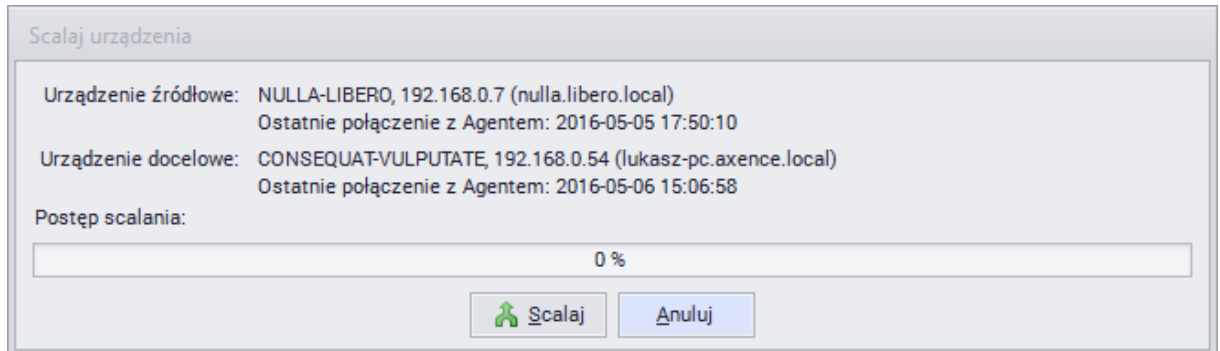 Scalaj urządzenia
Urządzenie źródłowe: NULLA-LIBERO, 192.168.0.7 (nulla.libero.local)
Ostatnie połączenie z Agentem: 2016-05-05 17:50:10
Urządzenie docelowe: CONSEQUAT-VULPUTATE, 192.168.0.54 (lukasz-pc.axence.local)
Ostatnie połączenie z Agentem: 2016-05-06 15:06:58
Postęp scalania:
0 %
Scalaj Anuluj